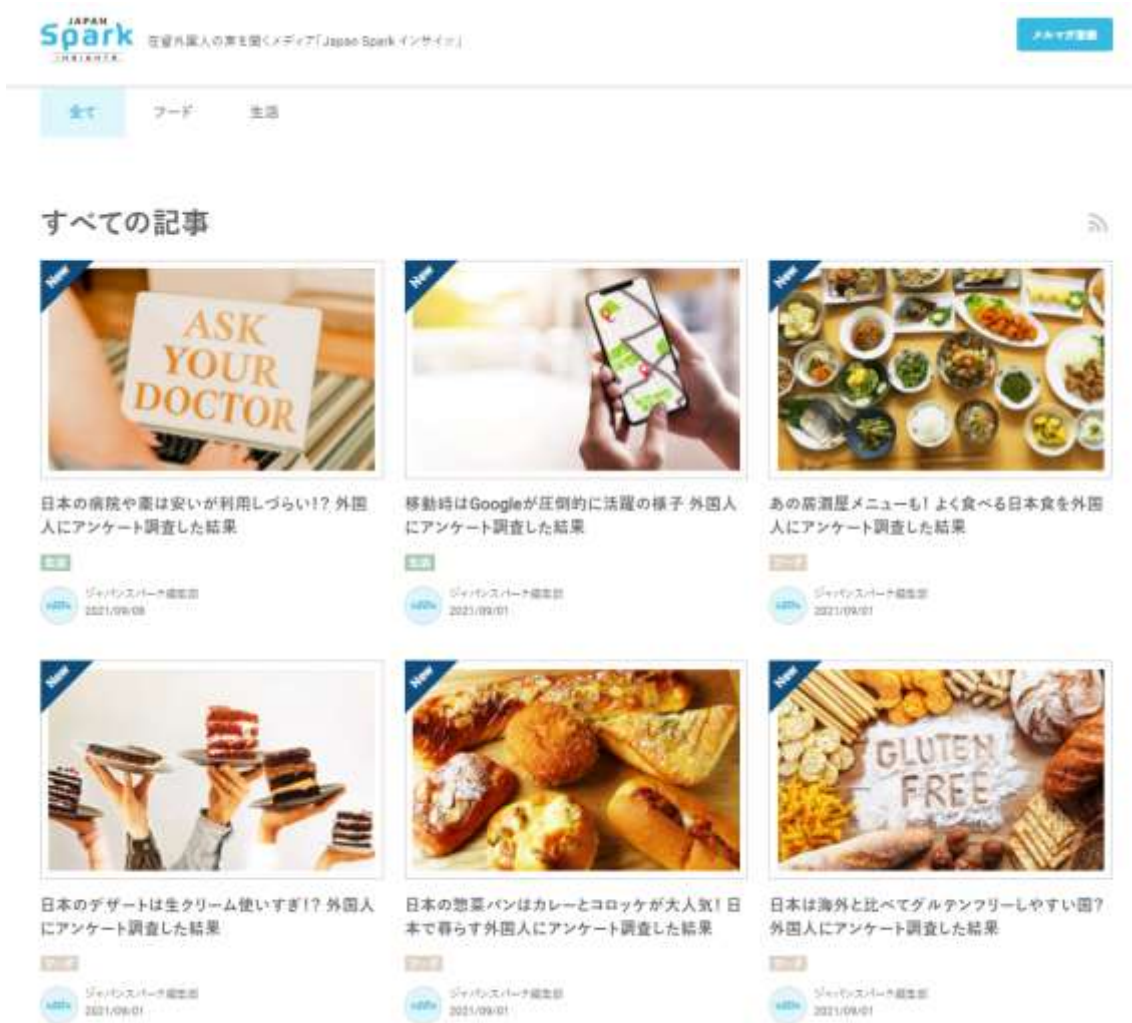 JAPAN
Spark
INSIGHTS
在留外国人の声を聞くメディア「Japan Spark インサイツ」
メルマガ登録
全て
フード
生活
すべての記事
New
ASK
YOUR
DOCTOR
日本の病院や薬は安いが利用しづらい!? 外国
人にアンケート調査した結果
生活
ジャパンスパーク編集部
2021/09/08
New
移動時はGoogleが圧倒的に活躍の様子 外国人
にアンケート調査した結果
生活
ジャパンスパーク編集部
2021/09/01
New
あの居酒屋メニューも! よく食べる日本食を外国
人にアンケート調査した結果
フード
ジャパンスパーク編集部
2021/09/01
New
日本のデザートは生クリーム使いすぎ!? 外国人
にアンケート調査した結果
フード
ジャパンスパーク編集部
2021/09/01
New
日本の惣菜パンはカレーとコロッケが大人気! 日
本で暮らす外国人にアンケート調査した結果
フード
ジャパンスパーク編集部
2021/09/01
New
GLUTEN
FREE
日本は海外と比べてグルテンフリーしやすい国?
外国人にアンケート調査した結果
フード
ジャパンスパーク編集部
2021/09/01